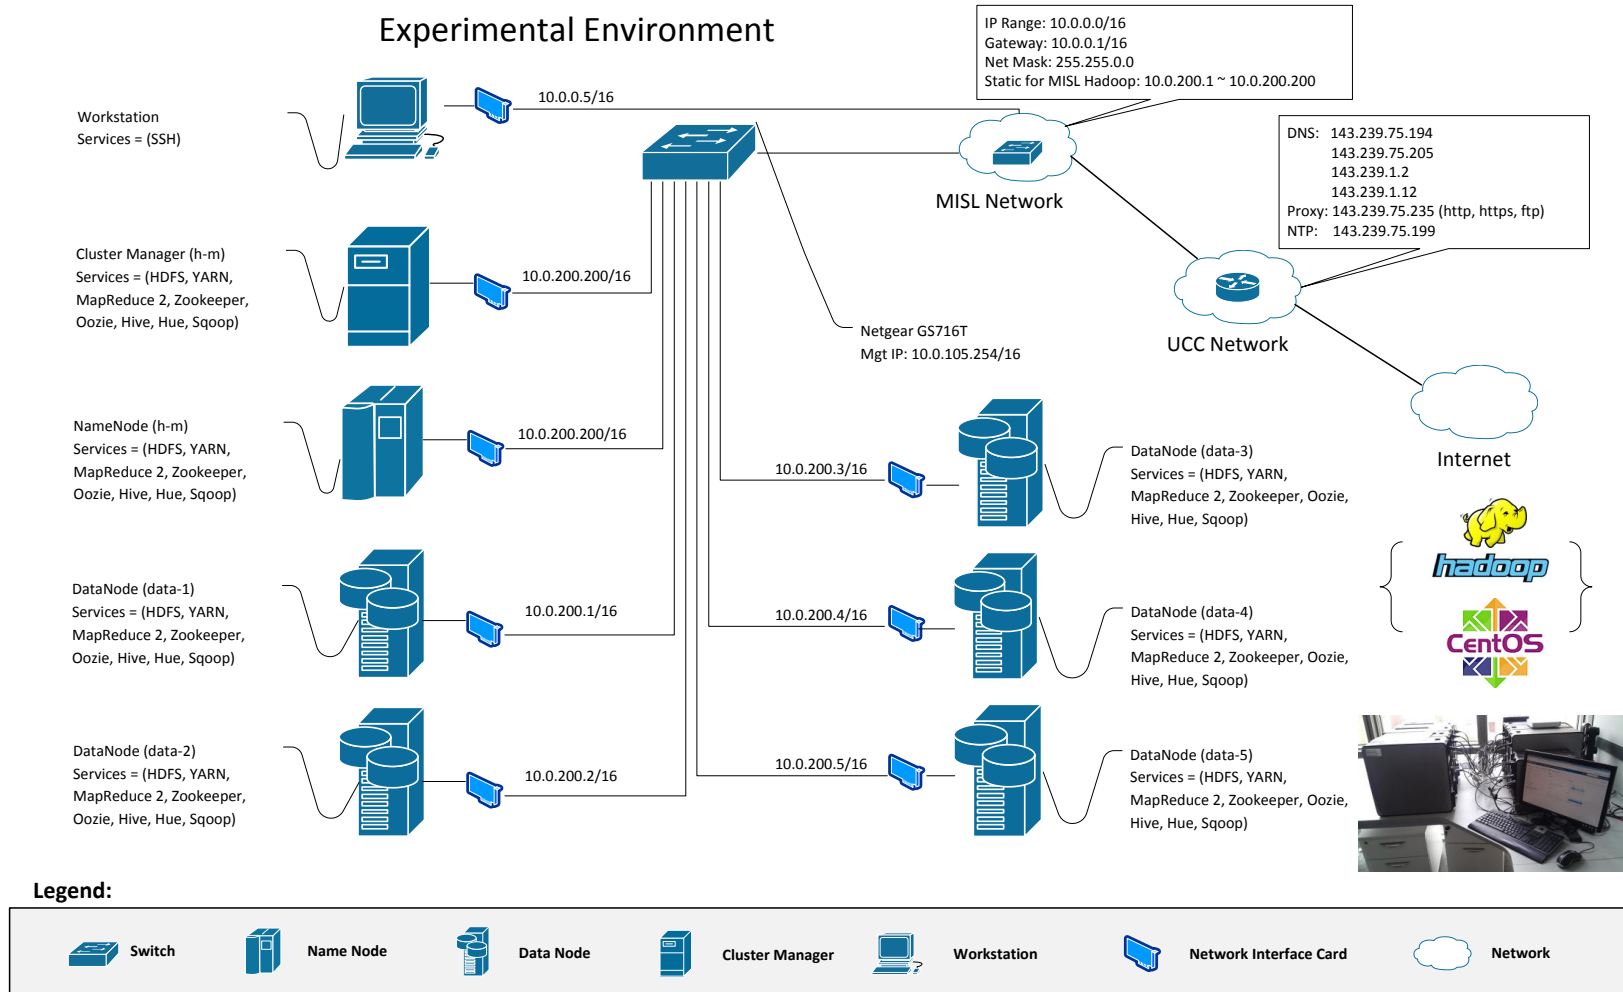 Experimental Environment
IP Range: 10.0.0.0/16
Gateway: 10.0.0.1/16
Net Mask: 255.255.0.0
Static for MISL Hadoop: 10.0.200.1 ~ 10.0.200.200
10.0.0.5/16
Workstation
Services = (SSH)
DNS: 143.239.75.194
143.239.75.205
143.239.1.2
143.239.1.12
Proxy: 143.239.75.235 (http, https, ftp)
NTP: 143.239.75.199
MISL Network
Cluster Manager (h-m)
Services = (HDFS, YARN,
MapReduce 2, Zookeeper,
Oozie, Hive, Hue, Sqoop)
10.0.200.200/16
Netgear GS716T
Mgt IP: 10.0.105.254/16
UCC Network
Internet
NameNode (h-m)
Services = (HDFS, YARN,
MapReduce 2, Zookeeper,
Oozie, Hive, Hue, Sqoop)
10.0.200.200/16
10.0.200.3/16
DataNode (data-3)
Services = (HDFS, YARN,
MapReduce 2, Zookeeper, Oozie,
Hive, Hue, Sqoop)
hadoop
DataNode (data-1)
Services = (HDFS, YARN,
MapReduce 2, Zookeeper,
Oozie, Hive, Hue, Sqoop)
10.0.200.1/16
10.0.200.4/16
DataNode (data-4)
Services = (HDFS, YARN,
MapReduce 2, Zookeeper, Oozie,
Hive, Hue, Sqoop)
CentOS
DataNode (data-2)
Services = (HDFS, YARN,
MapReduce 2, Zookeeper,
Oozie, Hive, Hue, Sqoop)
10.0.200.2/16
10.0.200.5/16
DataNode (data-5)
Services = (HDFS, YARN,
MapReduce 2, Zookeeper, Oozie,
Hive, Hue, Sqoop)
Legend:
Switch
Name Node
Data Node
Cluster Manager
Workstation
Network Interface Card
Network